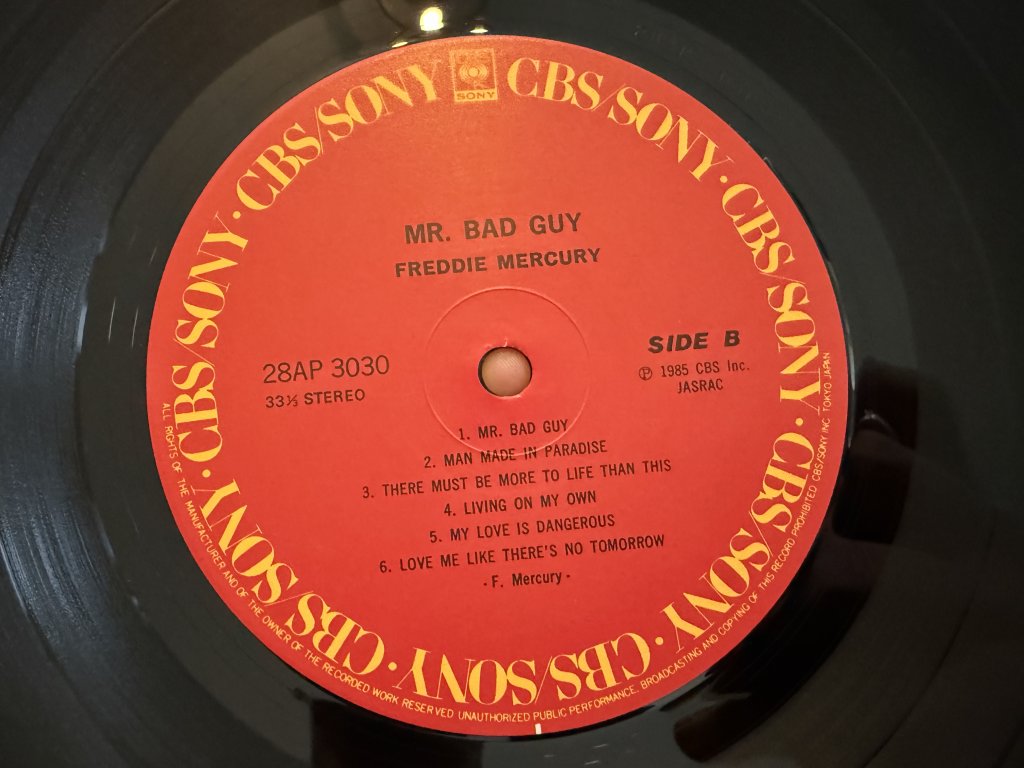 CBS/SONY · CBS/SONY · CBS/SONY · CBS/SONY · CBS/SONY · CBS/SONY · CBS/SONY · CBS/SONY
SONY
MR. BAD GUY
FREDDIE MERCURY
28AP 3030
33⅓ STEREO
SIDE B
℗ 1985 CBS Inc.
JASRAC
1. MR. BAD GUY
2. MAN MADE IN PARADISE
3. THERE MUST BE MORE TO LIFE THAN THIS
4. LIVING ON MY OWN
5. MY LOVE IS DANGEROUS
6. LOVE ME LIKE THERE'S NO TOMORROW
- F. Mercury -
ALL RIGHTS OF THE MANUFACTURER AND OF THE OWNER OF THE RECORDED WORK RESERVED UNAUTHORIZED PUBLIC PERFORMANCE, BROADCASTING AND COPYING OF THIS RECORD PROHIBITED CBS/SONY INC. TOKYO JAPAN